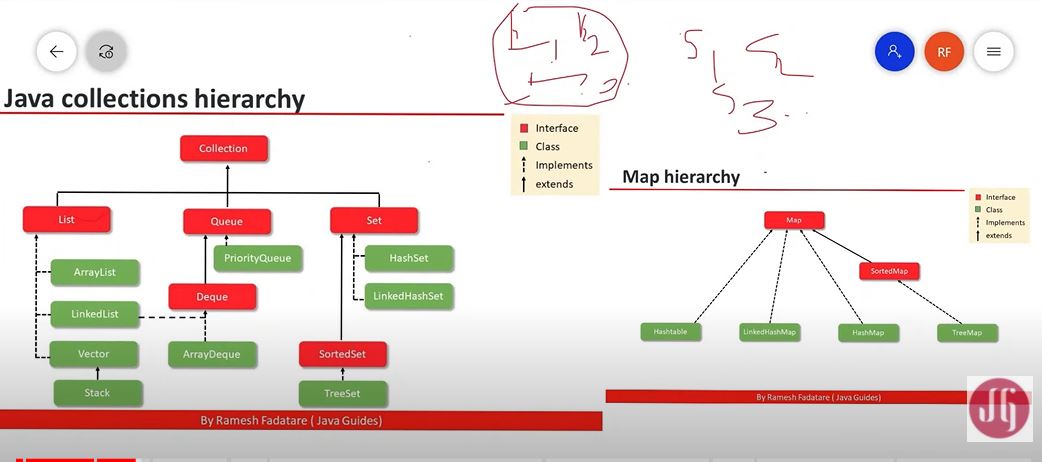 RF
Java collections hierarchy
Interface
Class
Implements
extends
Collection
List
Queue
Set
ArrayList
PriorityQueue
HashSet
LinkedList
Deque
LinkedHashSet
Vector
ArrayDeque
SortedSet
Stack
TreeSet
By Ramesh Fadatare ( Java Guides)
Map hierarchy
Interface
Class
Implements
extends
Map
SortedMap
Hashtable
LinkedHashMap
HashMap
TreeMap
By Ramesh Fadatare ( Java Guides)
JG